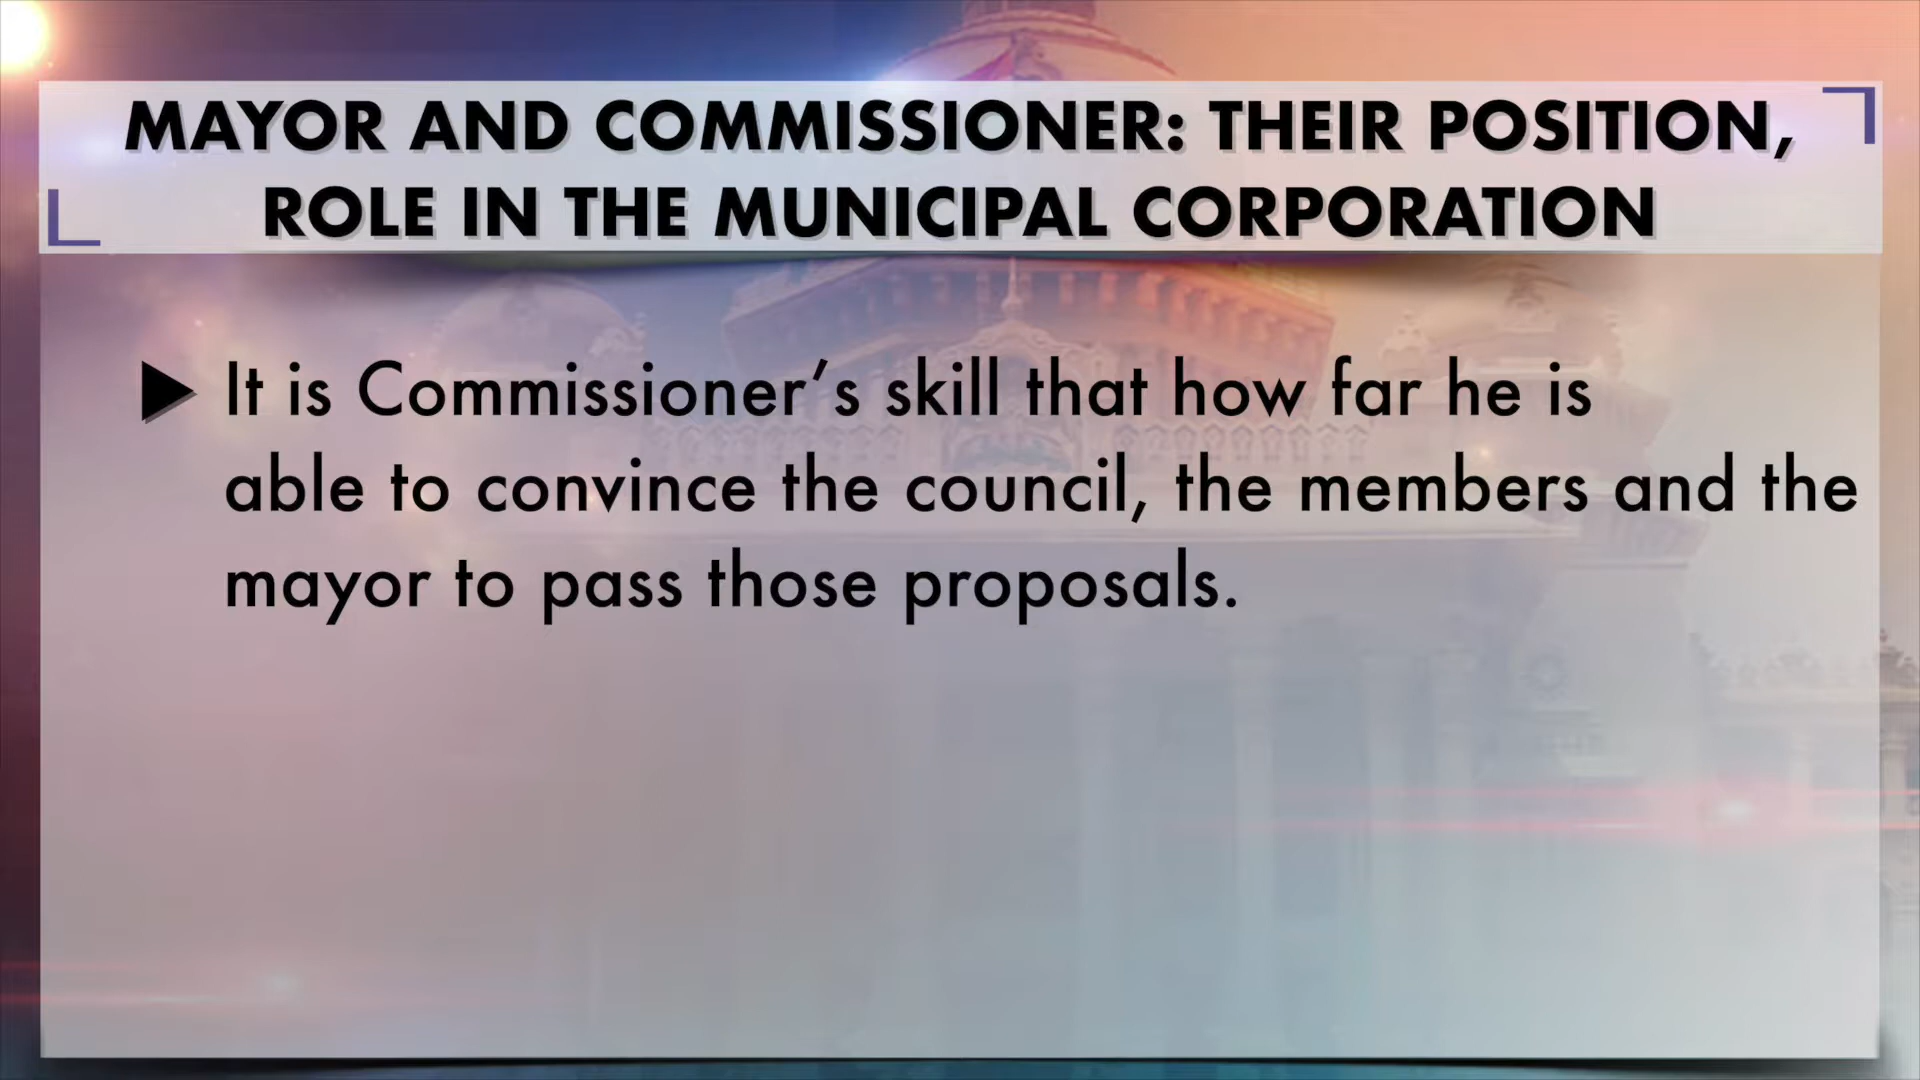 MAYOR AND COMMISSIONER: THEIR POSITION,
ROLE IN THE MUNICIPAL CORPORATION
It is Commissioner’s skill that how far he is
able to convince the council, the members and the
mayor to pass those proposals.